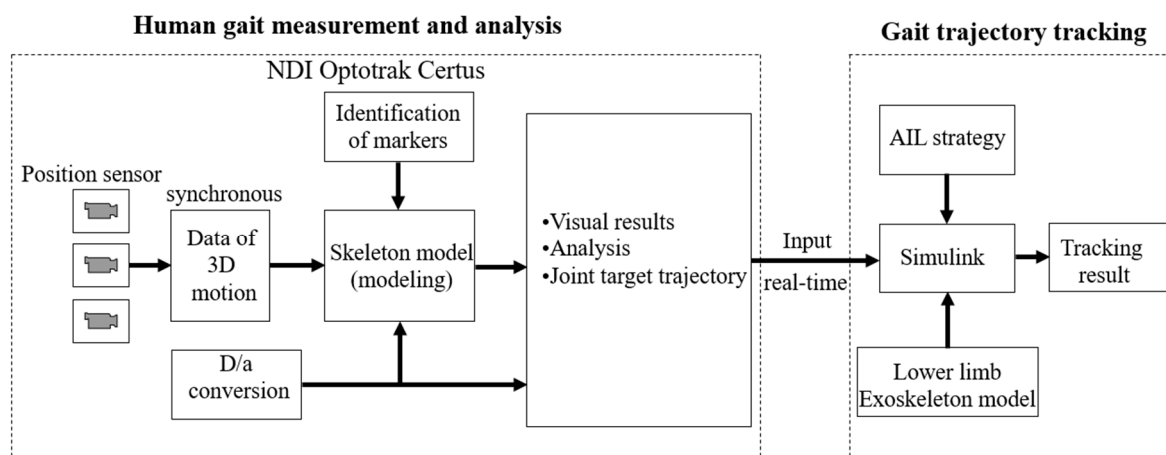 Human gait measurement and analysis
Gait trajectory tracking
NDI Optotrak Certus
Identification
of markers
Position sensor
synchronous
Data of
3D
motion
Skeleton model
(modeling)
D/a
conversion
•Visual results
•Analysis
•Joint target trajectory
Input
real-time
AIL strategy
Simulink
Tracking
result
Lower limb
Exoskeleton model